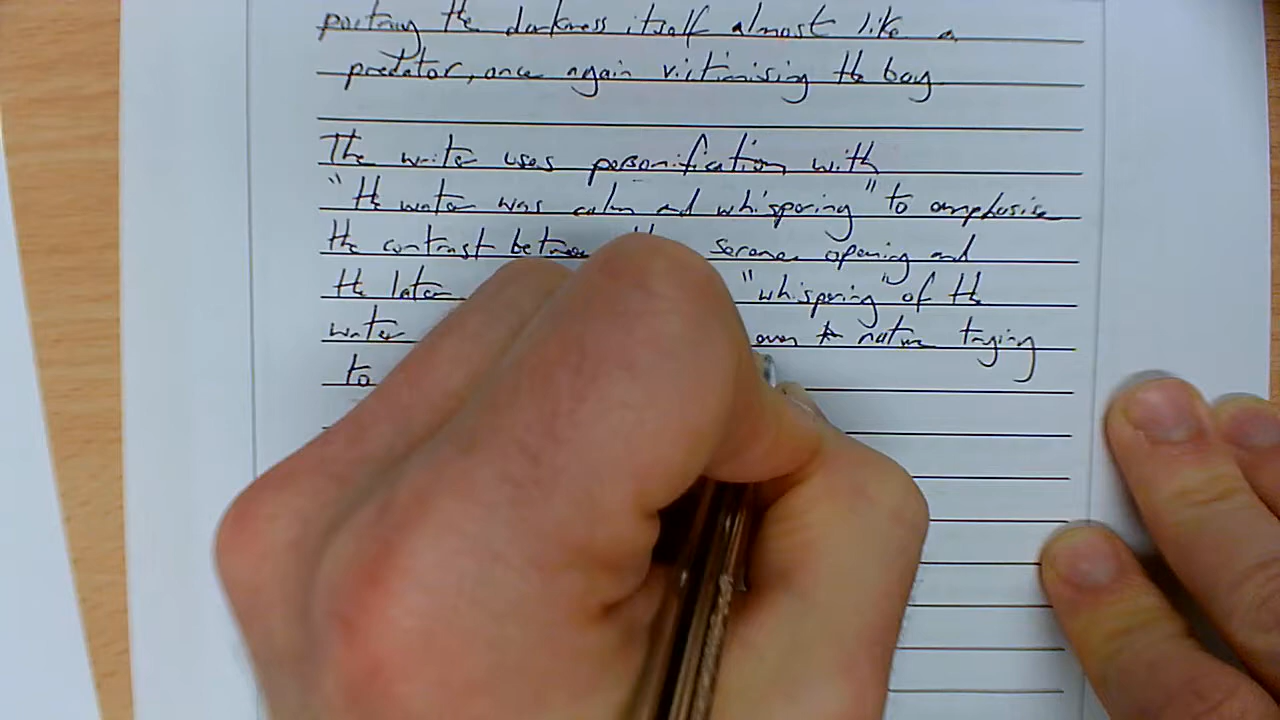 portray the darkness itself almost like a
predator, once again victimising the boy
The writer uses personification with
"the water was calm and whispering" to emphasise
the contrast between the serene opening and
the later "whispering" of the
water even nature trying
to